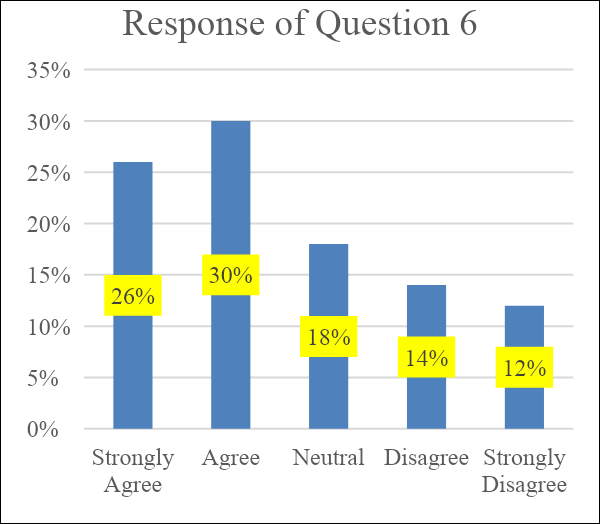 Response of Question 6
35%
30%
25%
20%
15%
10%
5%
0%
26%
30%
18%
14%
12%
Strongly Agree
Agree
Neutral
Disagree
Strongly Disagree